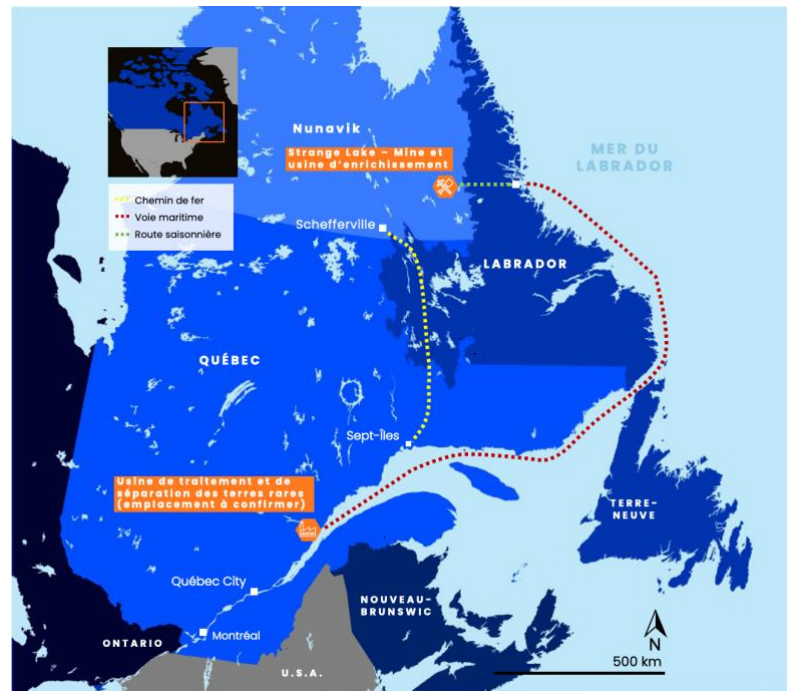 Nunavik
Strange Lake – Mine et
usine d'enrichissement
MER DU
LABRADOR
Chemin de fer
Voie maritime
Route saisonnière
Schefferville
LABRADOR
QUÉBEC
Sept-Îles
Usine de traitement et de
séparation des terres rares
(emplacement à confirmer)
TERRE-
NEUVE
Québec City
NOUVEAU-
BRUNSWIC
Montréal
ONTARIO
N
500 km
U.S.A.